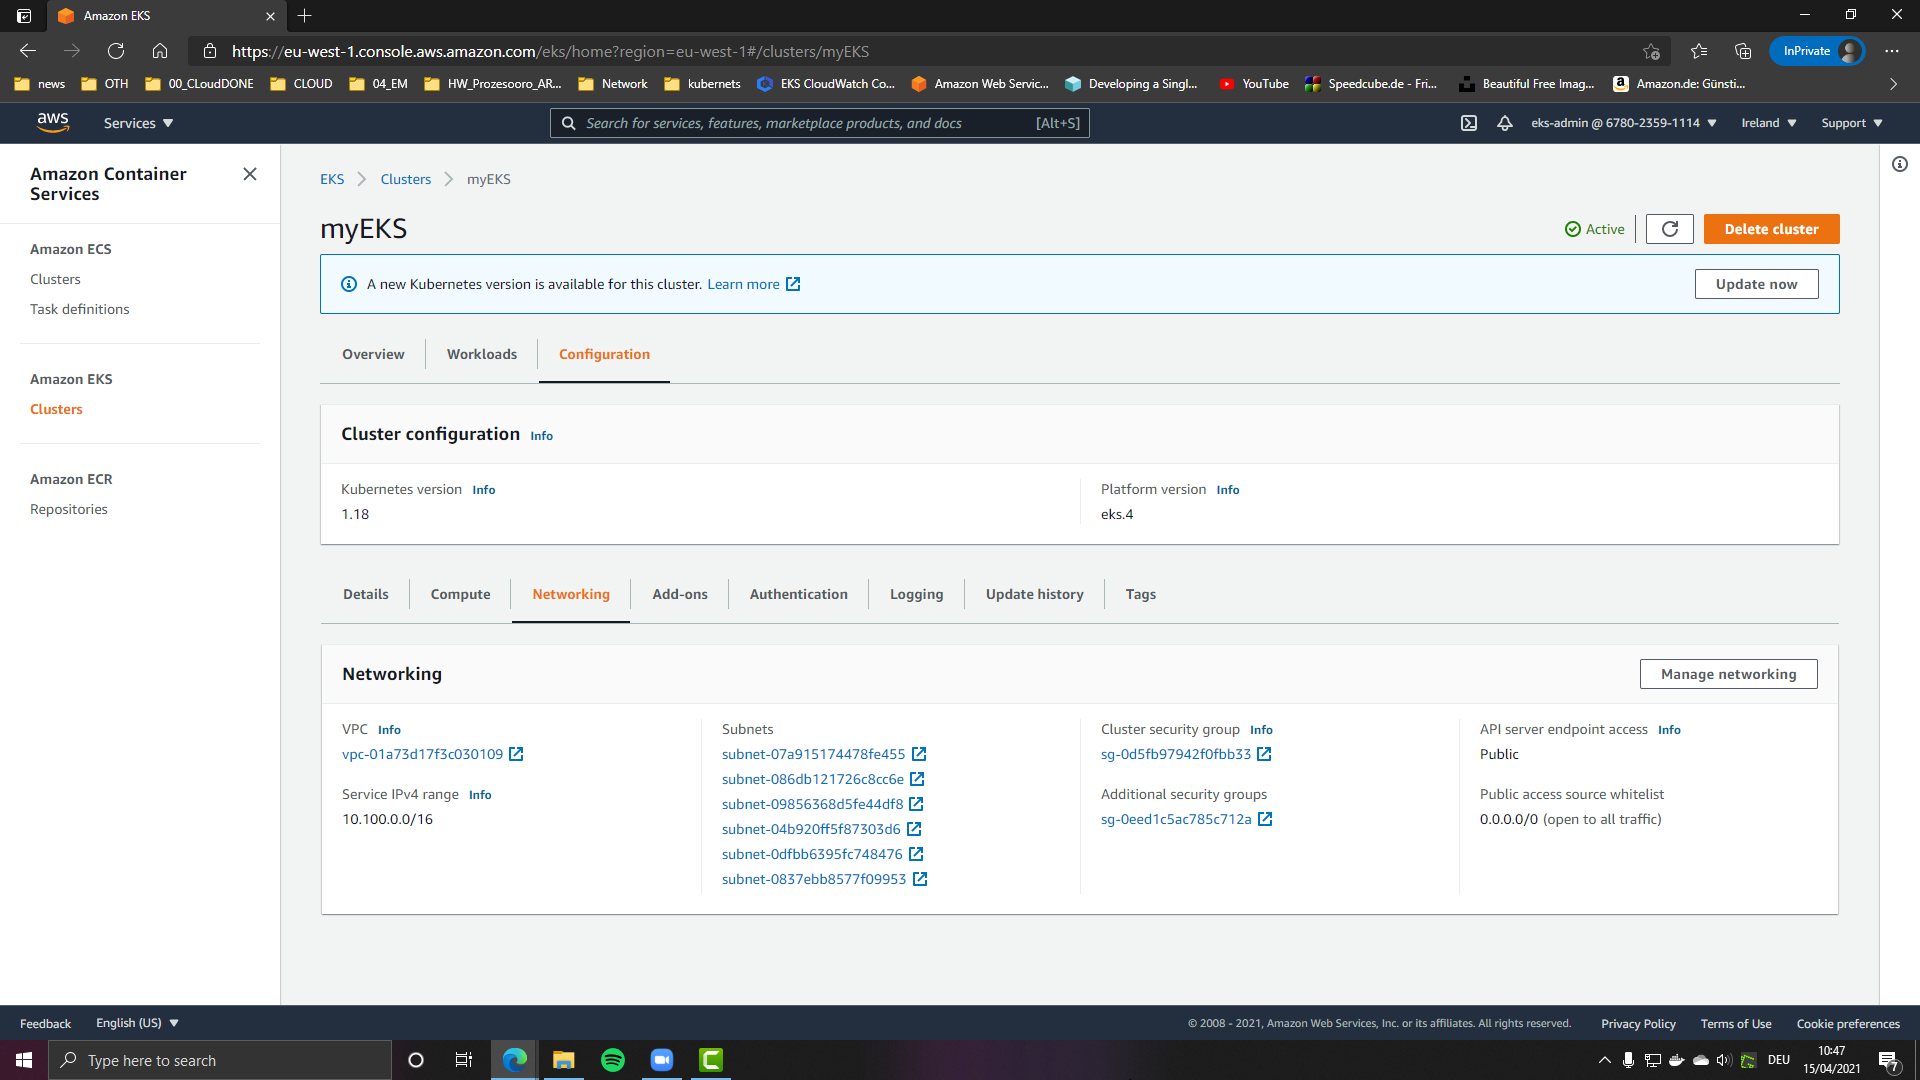 Amazon EKS
https://eu-west-1.console.aws.amazon.com/eks/home?region=eu-west-1#/clusters/myEKS
InPrivate
news
OTH
00_CLoudDONE
CLOUD
04_EM
HW_Prozesooro_AR...
Network
kubernets
EKS CloudWatch Co...
Amazon Web Servic...
Developing a Singl...
YouTube
Speedcube.de - Fri...
Beautiful Free Imag...
Amazon.de: Günsti...
aws
Services
Search for services, features, marketplace products, and docs
[Alt+S]
eks-admin @ 6780-2359-1114
Ireland
Support
Amazon Container
Services
Amazon ECS
Clusters
Task definitions
Amazon EKS
Clusters
Amazon ECR
Repositories
EKS
Clusters
myEKS
myEKS
Active
Delete cluster
A new Kubernetes version is available for this cluster. Learn more
Update now
Overview
Workloads
Configuration
Cluster configuration Info
Kubernetes version Info
1.18
Platform version Info
eks.4
Details
Compute
Networking
Add-ons
Authentication
Logging
Update history
Tags
Networking
Manage networking
VPC Info
vpc-01a73d17f3c030109
Service IPv4 range Info
10.100.0.0/16
Subnets
subnet-07a915174478fe455
subnet-086db121726c8cc6e
subnet-09856368d5fe44df8
subnet-04b920ff5f87303d6
subnet-0dfbb6395fc748476
subnet-0837ebb8577f09953
Cluster security group Info
sg-0d5fb97942f0fbb33
Additional security groups
sg-0eed1c5ac785c712a
API server endpoint access Info
Public
Public access source whitelist
0.0.0.0/0 (open to all traffic)
Feedback
English (US)
© 2008 - 2021, Amazon Web Services, Inc. or its affiliates. All rights reserved.
Privacy Policy
Terms of Use
Cookie preferences
Type here to search
DEU
10:47
15/04/2021
7